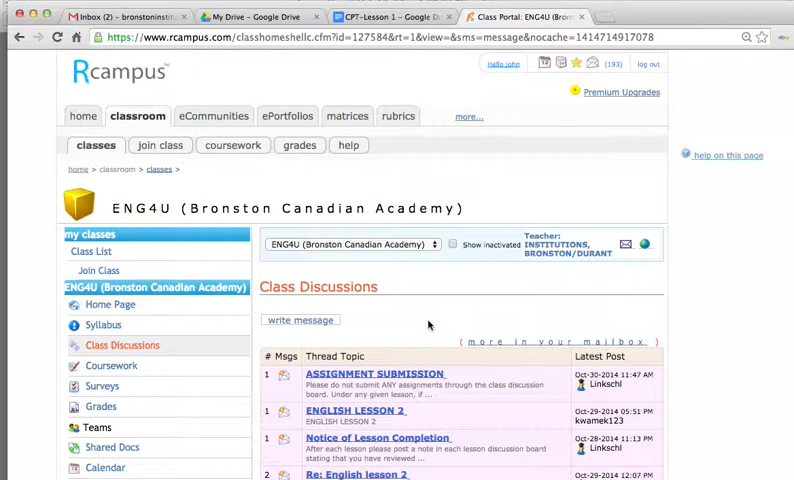 Inbox (2) - bronstoninstit
My Drive - Google Drive
CPT-Lesson 1 - Google D
Class Portal: ENG4U (Brons
https://www.rcampus.com/classhomeshellc.cfm?id=127584&rt=1&view=&sms=message&nocache=1414714917078
Rcampus™
Hello john
12
(193)
log out
Premium Upgrades
home classroom eCommunities ePortfolios matrices rubrics more...
classes join class coursework grades help
help on this page
home > classroom > classes >
ENG4U (Bronston Canadian Academy)
my classes
Class List
Join Class
ENG4U (Bronston Canadian Academy)
Home Page
Syllabus
Class Discussions
Coursework
Surveys
Grades
Teams
Shared Docs
12 Calendar
ENG4U (Bronston Canadian Academy)
Show inactivated
Teacher:
INSTITUTIONS,
BRONSTON/DURANT
Class Discussions
write message
( more in your mailbox )
# Msgs Thread Topic Latest Post
1 ASSIGNMENT SUBMISSION Oct-30-2014 11:47 AM
Please do not submit ANY assignments through the class discussion Linkschl
board. Under any given lesson, if ...
1 ENGLISH LESSON 2 Oct-29-2014 05:51 PM
ENGLISH LESSON 2 kwamek123
1 Notice of Lesson Completion Oct-28-2014 11:13 PM
After each lesson please post a note in each lesson discussion board Linkschl
stating that you have reviewed ...
2 Re: English lesson 2 Oct-29-2014 12:07 PM